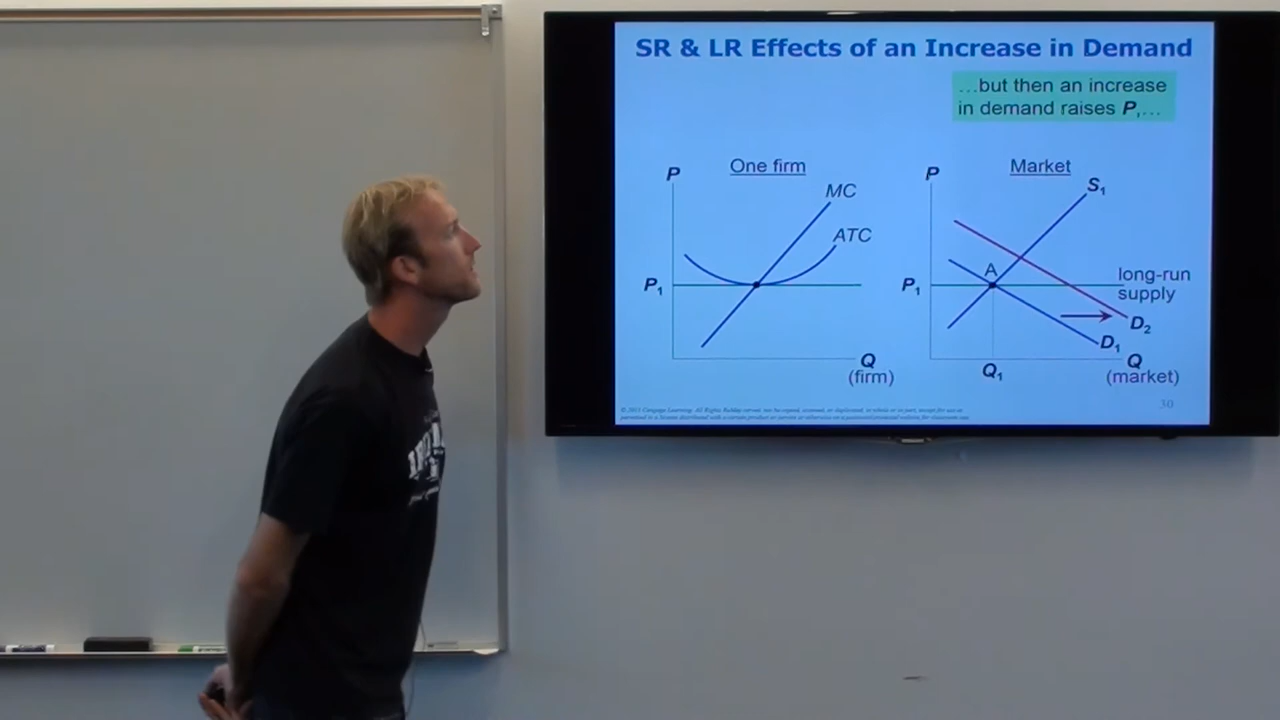 SR & LR Effects of an Increase in Demand
…but then an increase
in demand raises P,…
One firm
P
MC
ATC
P1
Q
(firm)
Market
P
S1
A
P1
long-run
supply
D2
D1
Q1
Q
(market)
30